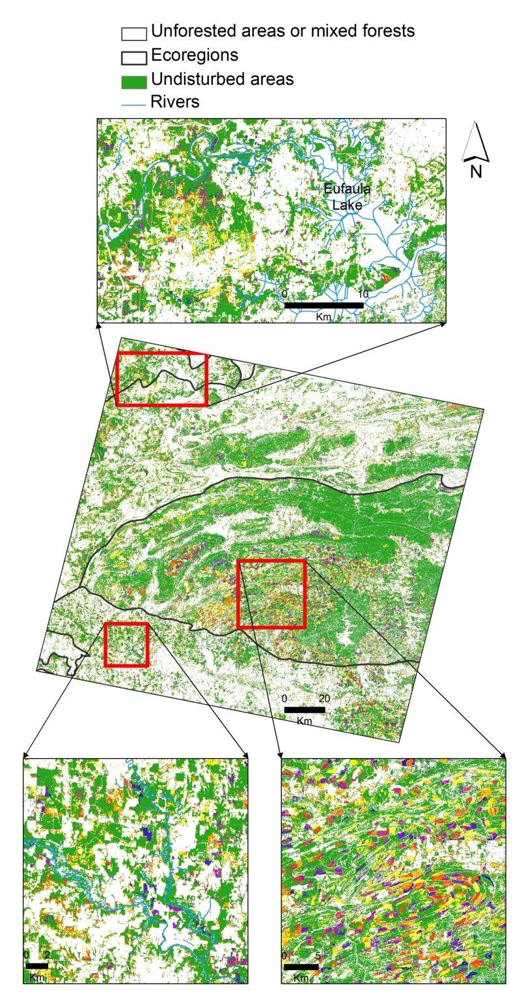 Unforested areas or mixed forests
Ecoregions
Undisturbed areas
Rivers
N
Eufaula
Lake
0 10
Km
0 20
Km
0 2
Km
0 5
Km